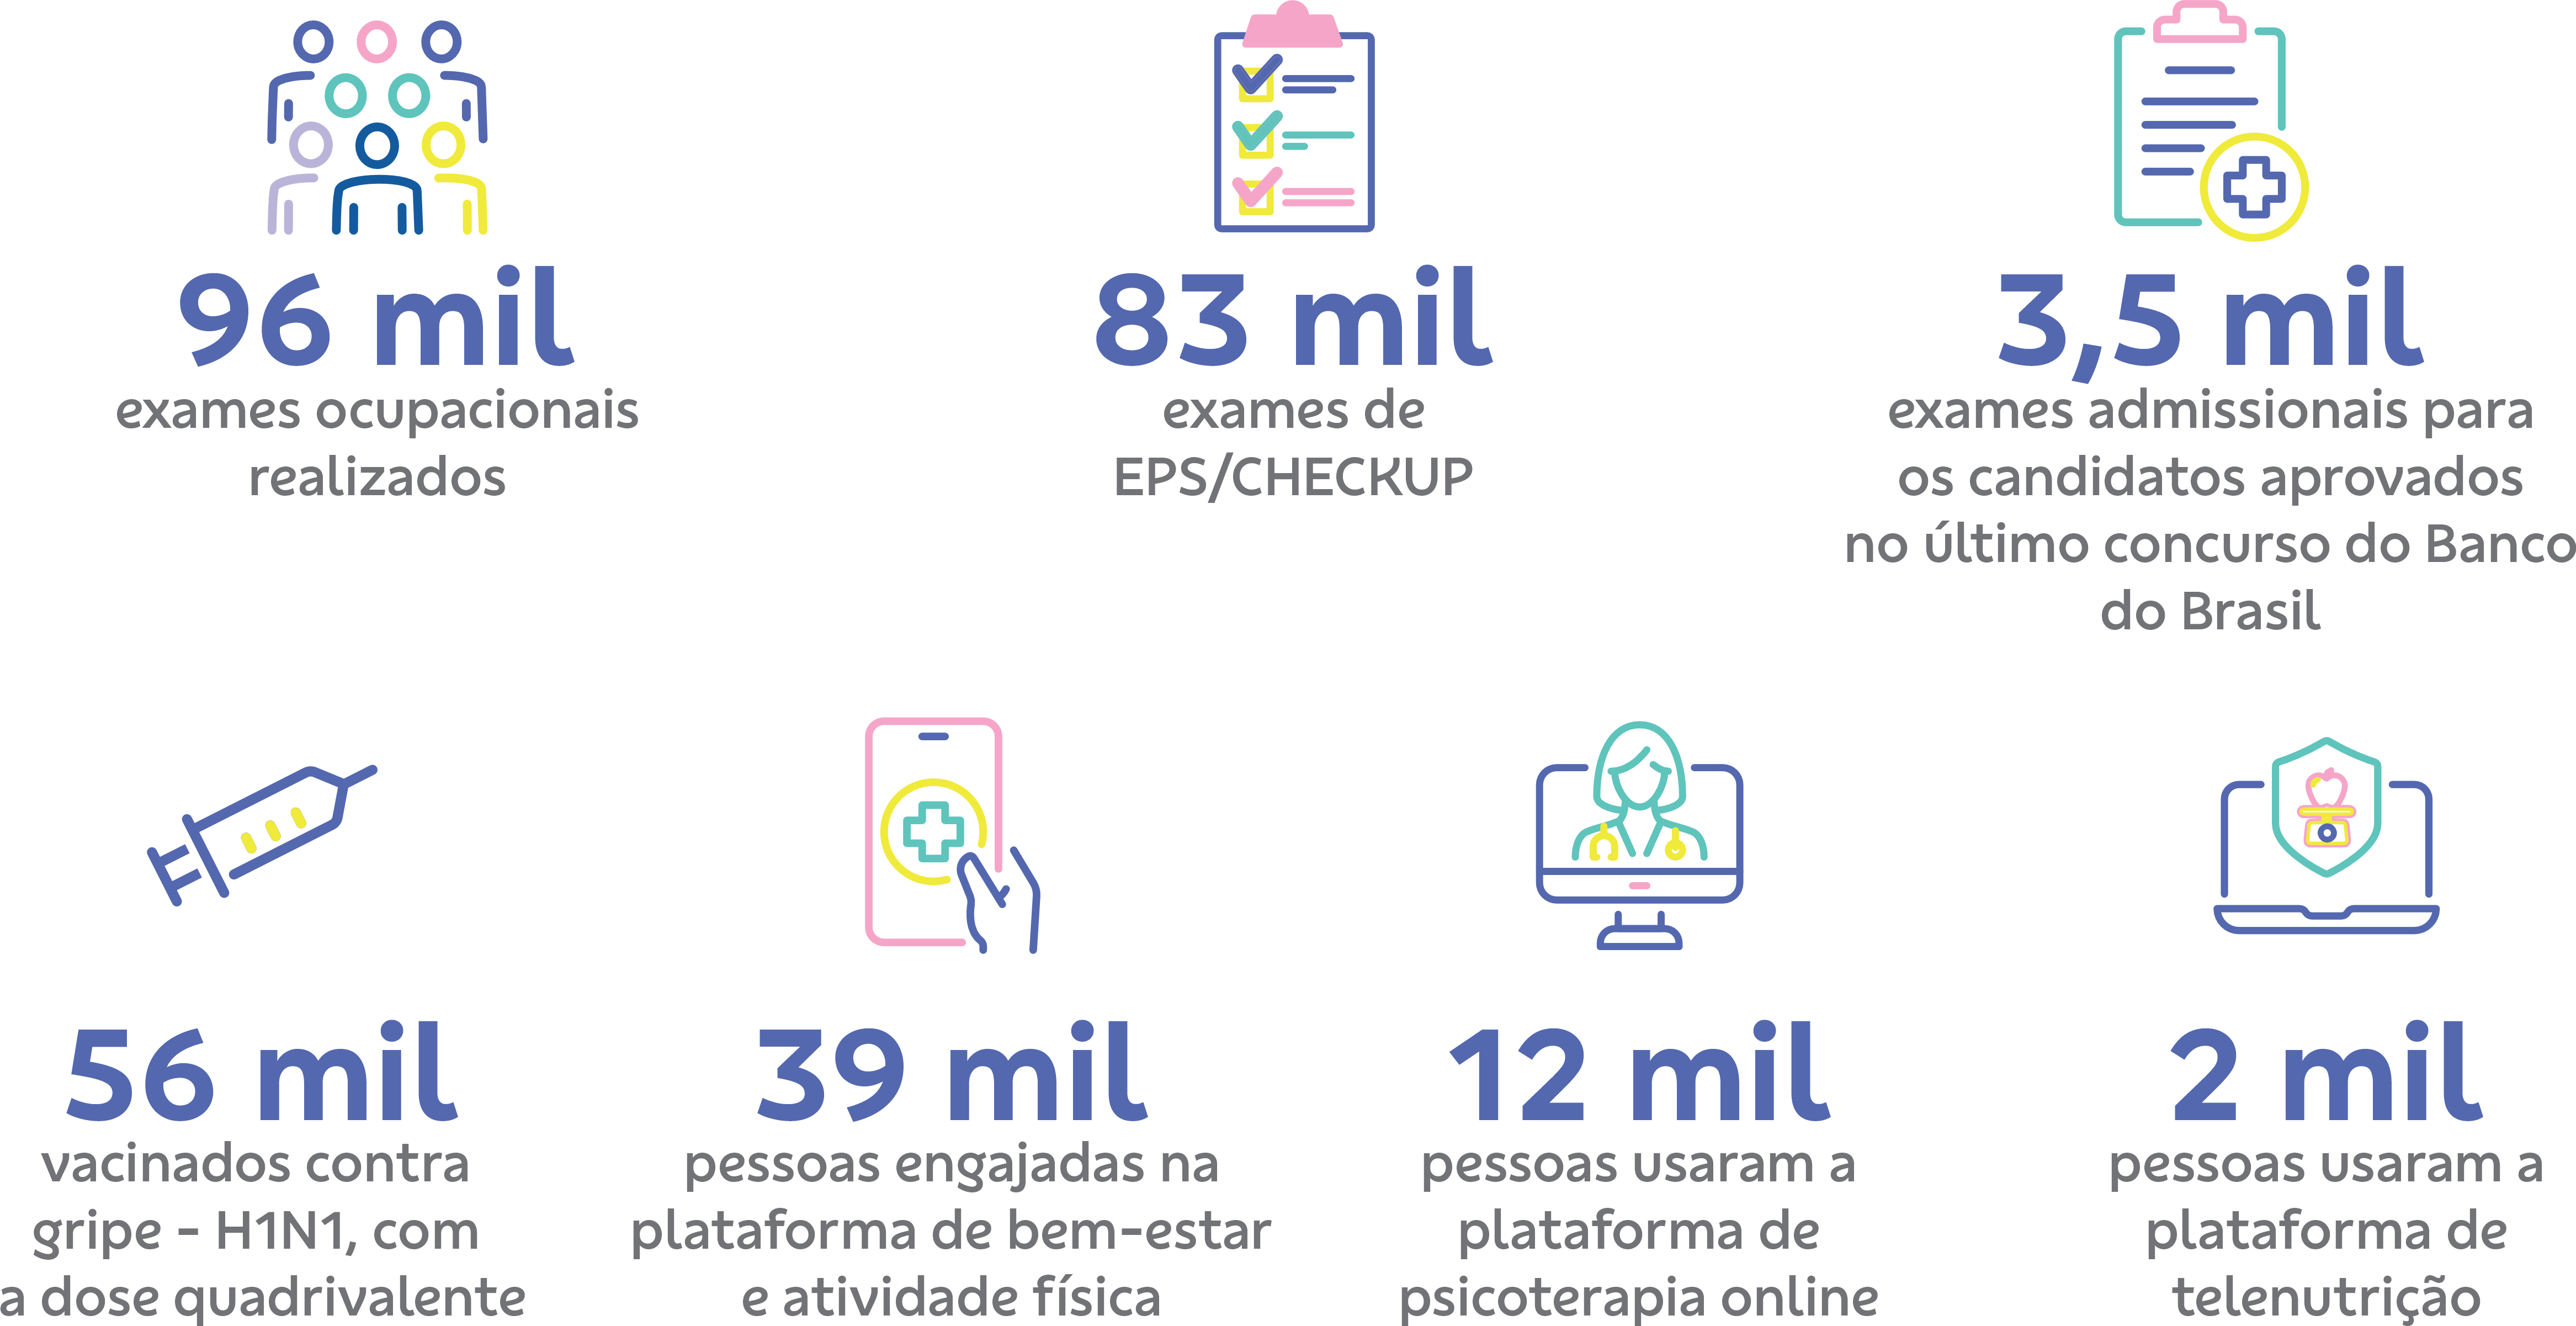 96 mil
exames ocupacionais
realizados
83 mil
exames de
EPS/CHECKUP
3,5 mil
exames admissionais para
os candidatos aprovados
no último concurso do Banco
do Brasil
56 mil
vacinados contra
gripe - H1N1, com
a dose quadrivalente
39 mil
pessoas engajadas na
plataforma de bem-estar
e atividade física
12 mil
pessoas usaram a
plataforma de
psicoterapia online
2 mil
pessoas usaram a
plataforma de
telenutrição